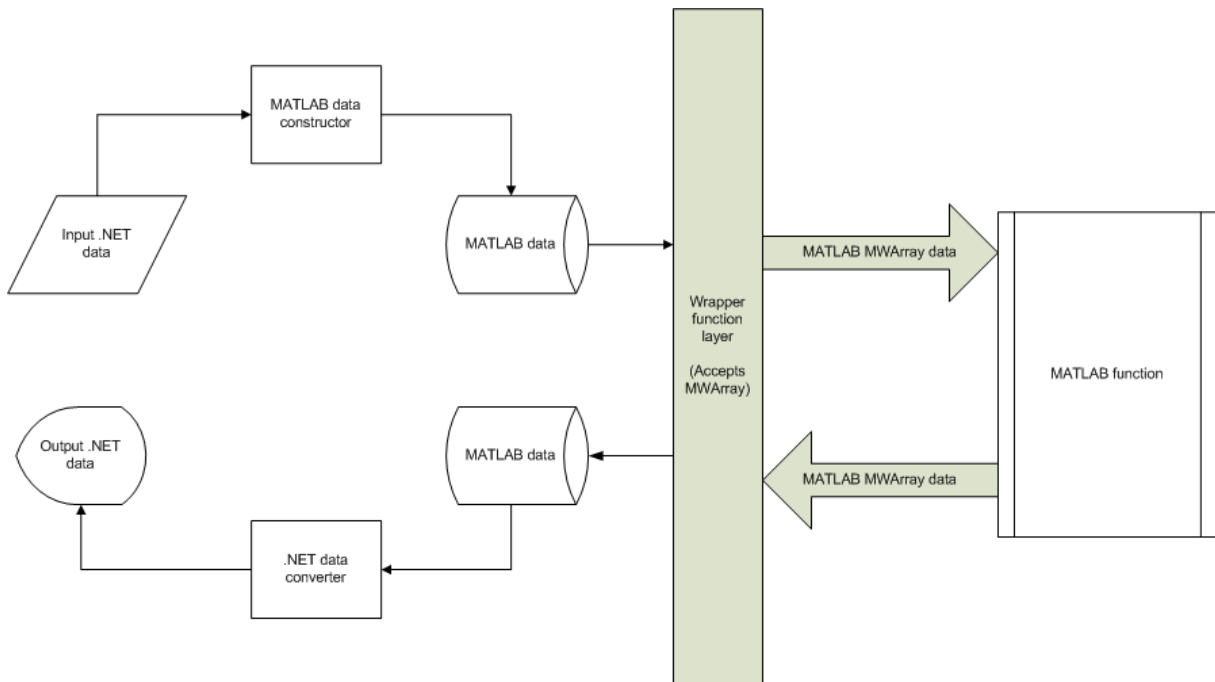 MATLAB data
constructor
Input .NET
data
MATLAB data
MATLAB MWArray data
Wrapper
function
layer
(Accepts
MWArray)
MATLAB function
Output .NET
data
MATLAB data
MATLAB MWArray data
.NET data
converter